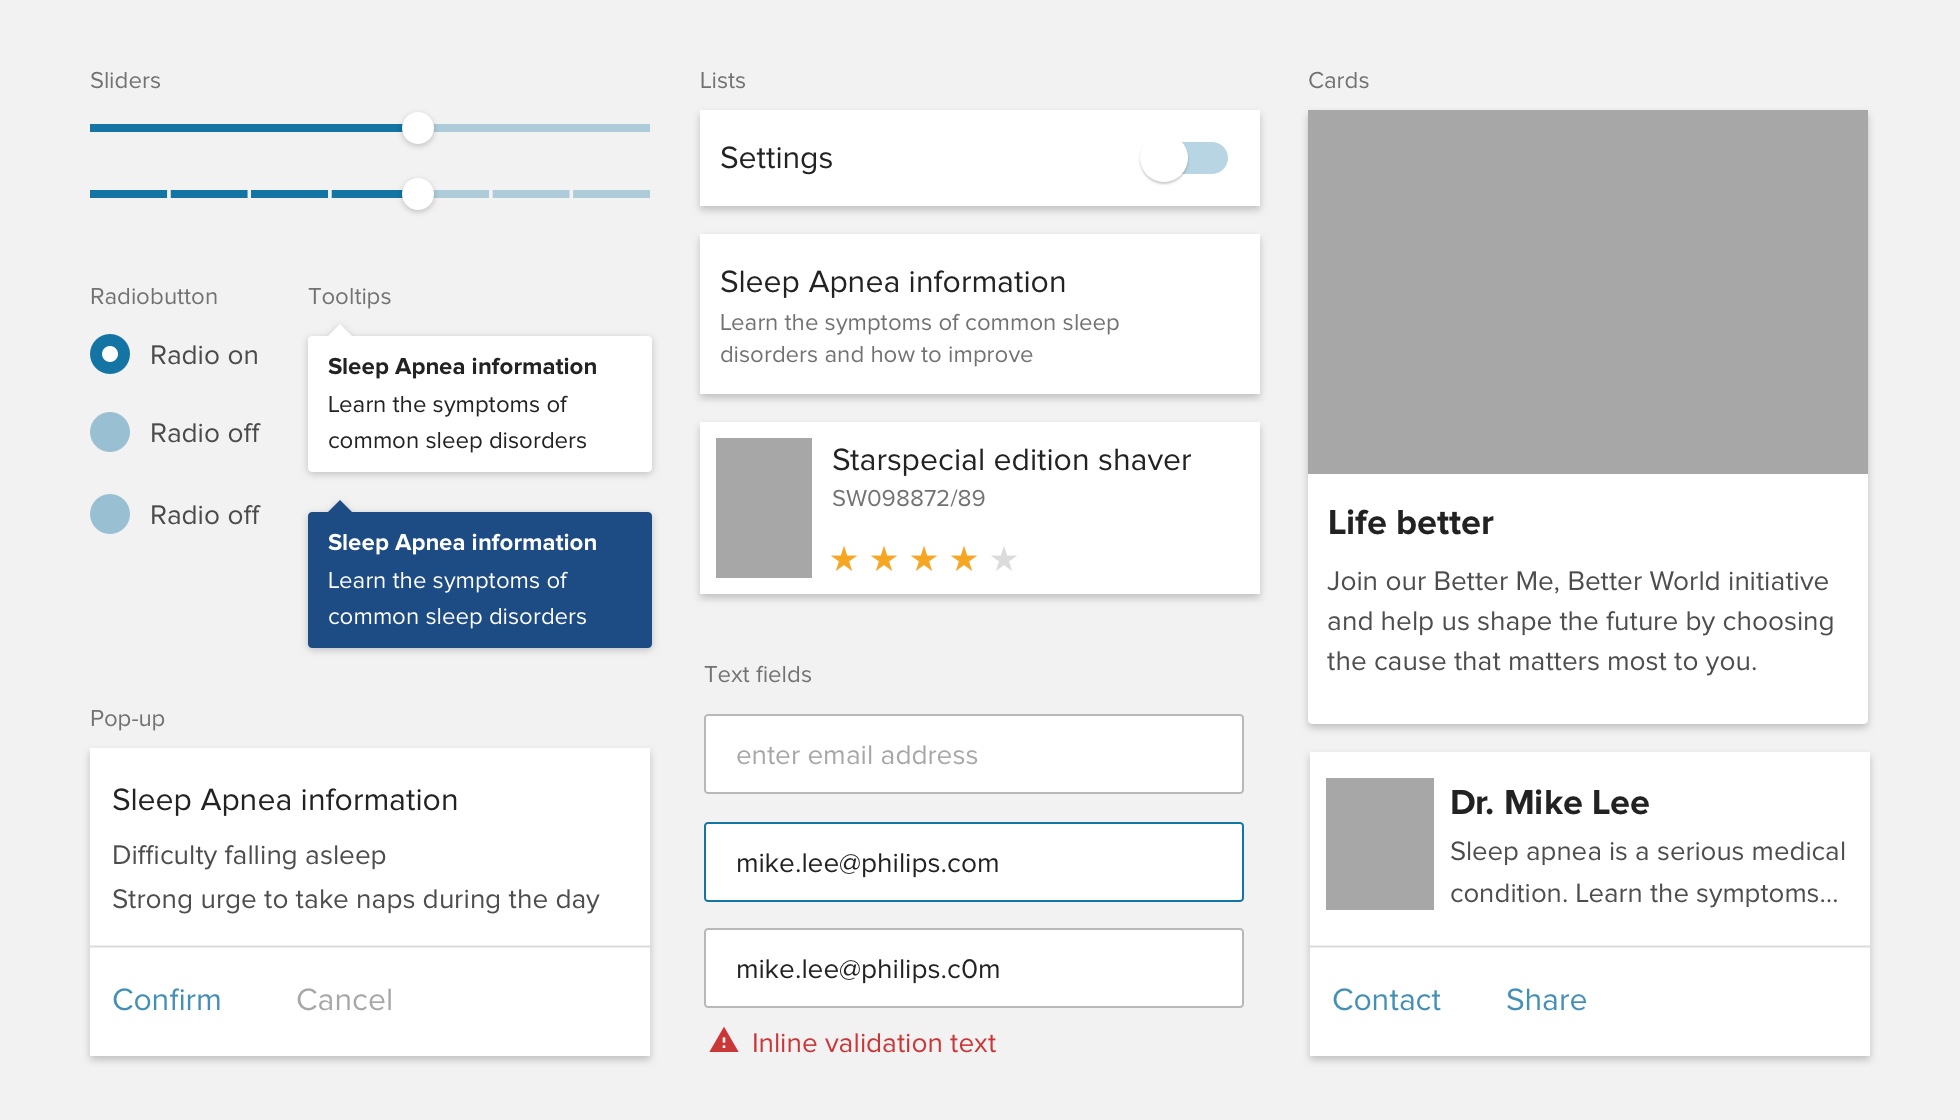 Sliders
Radiobutton
Radio on
Radio off
Radio off
Tooltips
Sleep Apnea information
Learn the symptoms of
common sleep disorders
Sleep Apnea information
Learn the symptoms of
common sleep disorders
Pop-up
Sleep Apnea information
Difficulty falling asleep
Strong urge to take naps during the day
Confirm
Cancel
Lists
Settings
Sleep Apnea information
Learn the symptoms of common sleep
disorders and how to improve
Starspecial edition shaver
SW098872/89
Text fields
enter email address
mike.lee@philips.com
mike.lee@philips.c0m
Inline validation text
Cards
Life better
Join our Better Me, Better World initiative
and help us shape the future by choosing
the cause that matters most to you.
Dr. Mike Lee
Sleep apnea is a serious medical
condition. Learn the symptoms...
Contact
Share